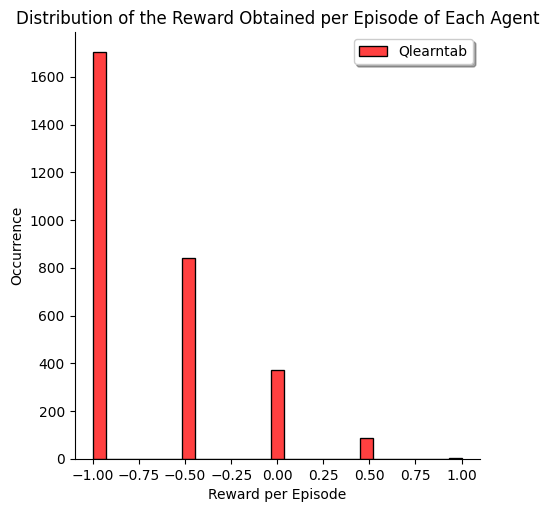 Distribution of the Reward Obtained per Episode of Each Agent
Qlearntab
1600
1400
1200
1000
800
600
400
200
0
Occurrence
−1.00 −0.75 −0.50 −0.25 0.00 0.25 0.50 0.75 1.00
Reward per Episode